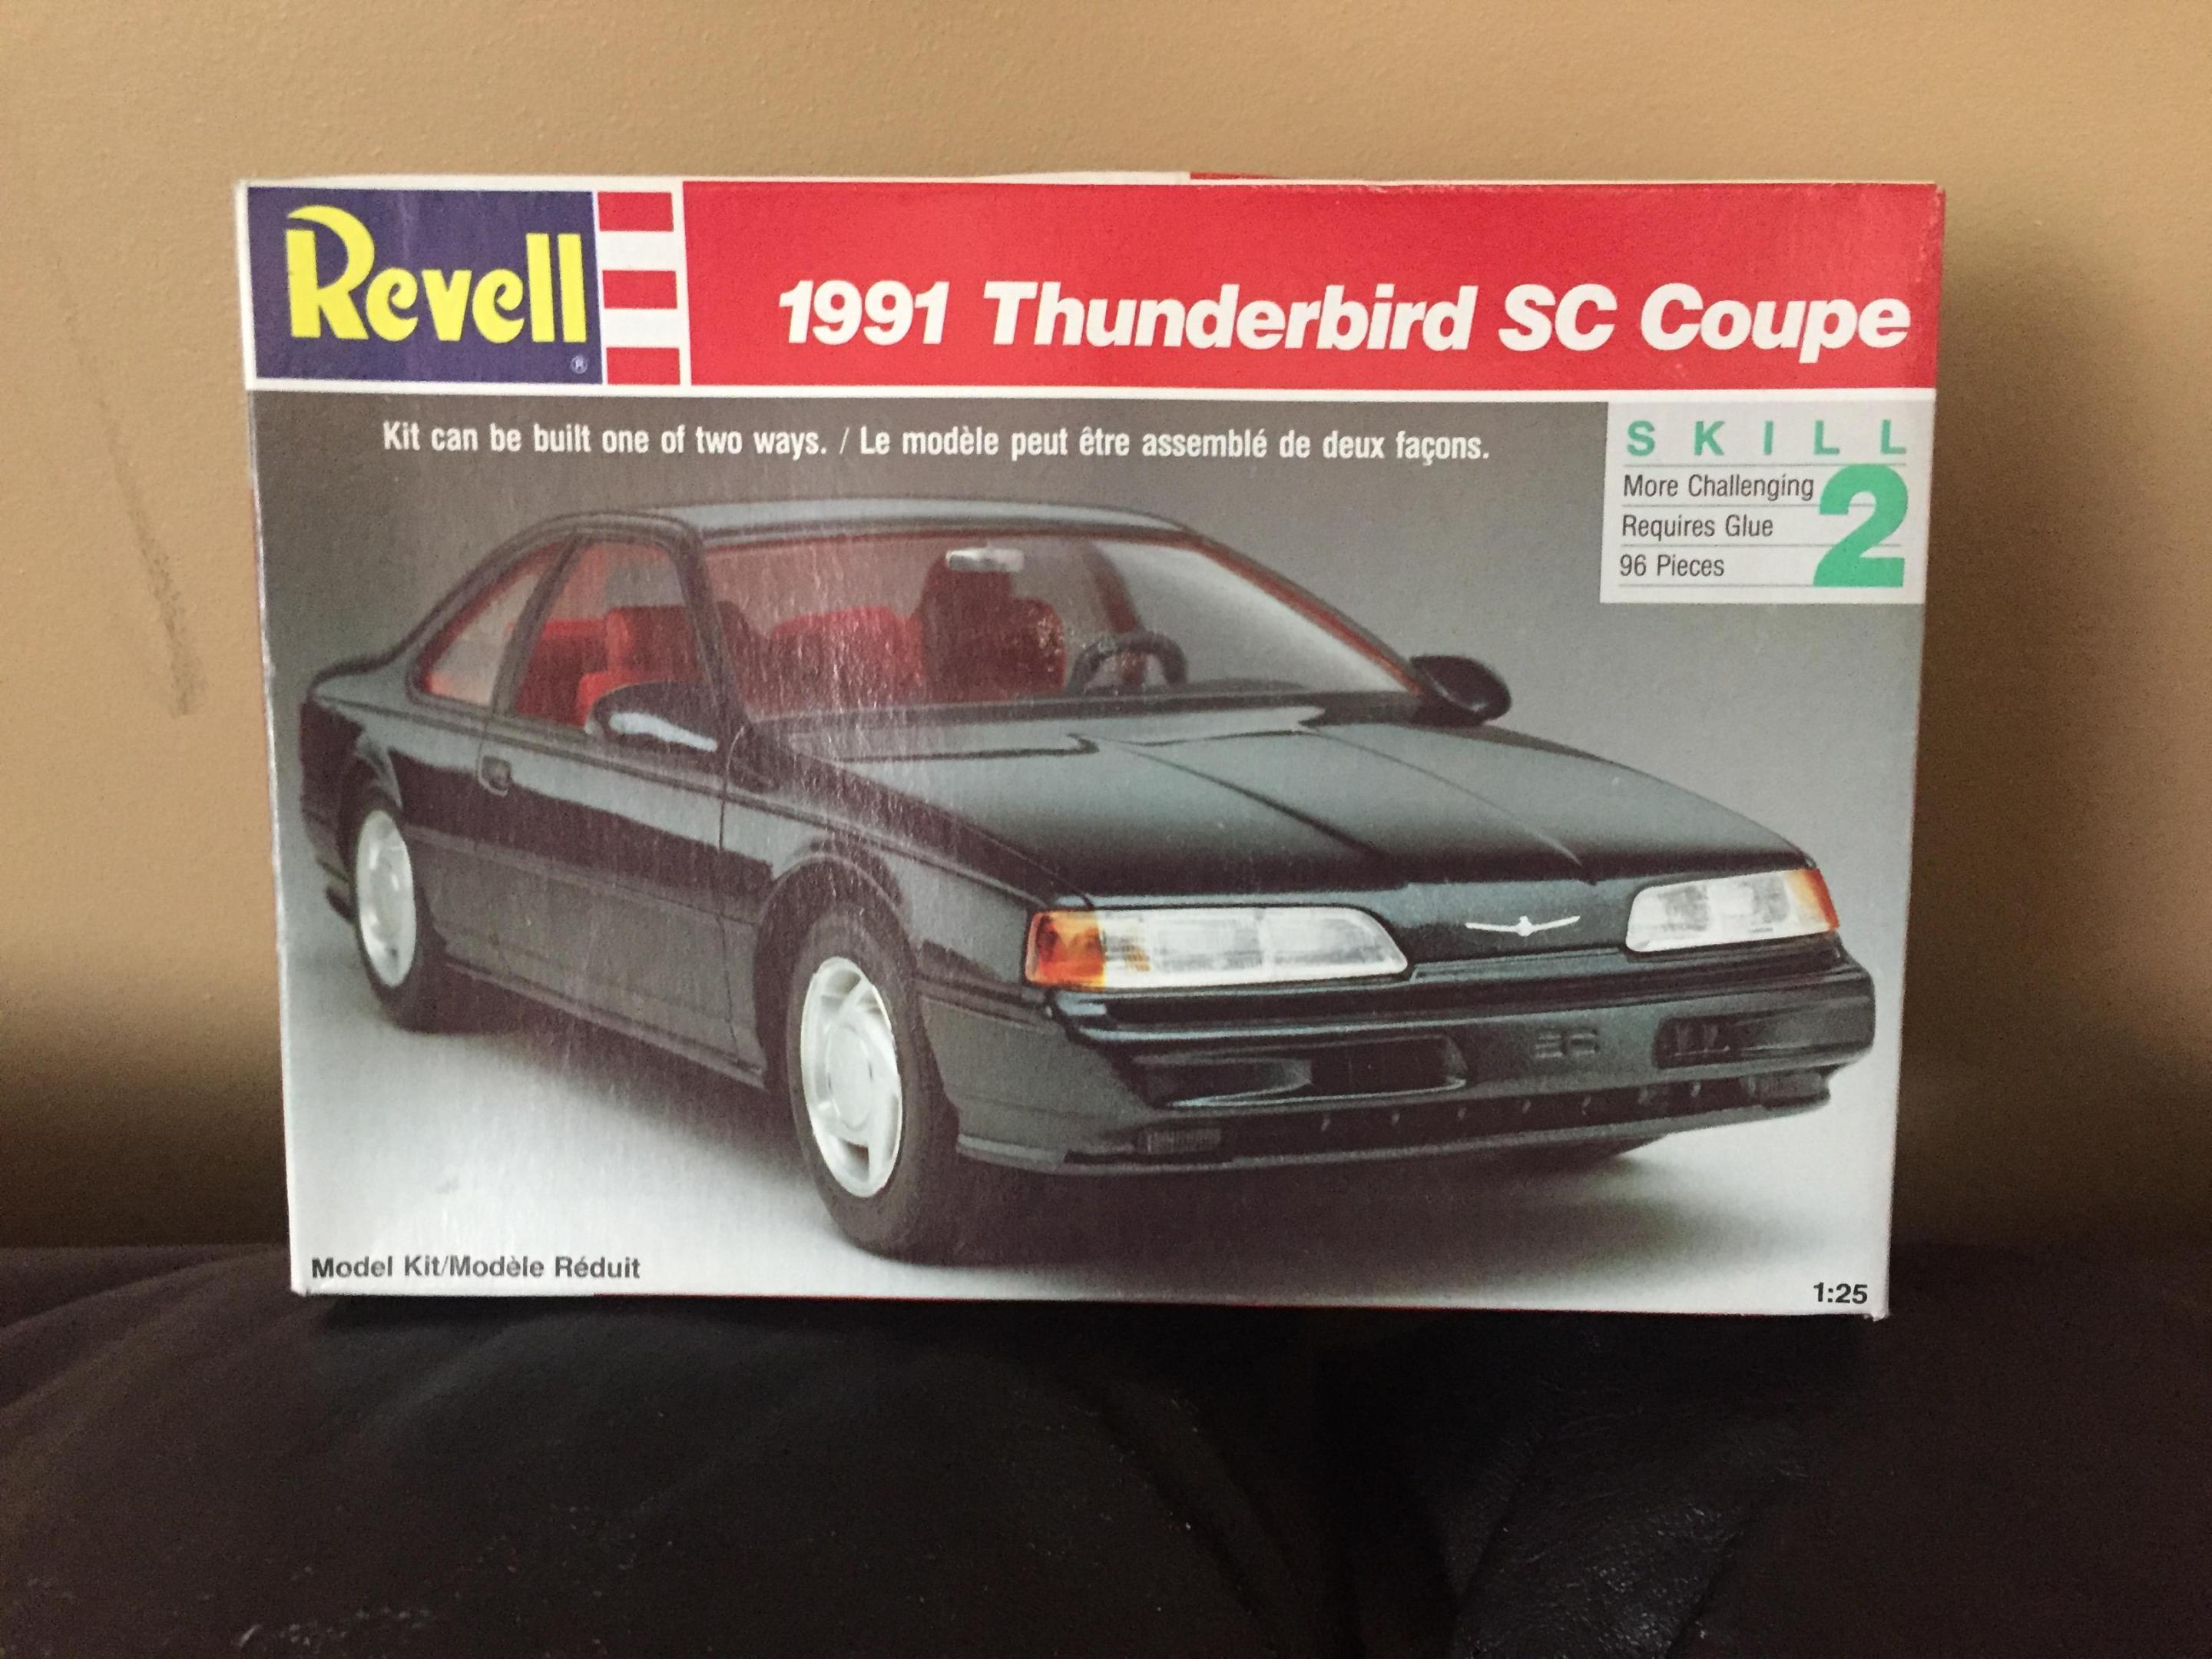 Revell
®
1991 Thunderbird SC Coupe
Kit can be built one of two ways. / Le modèle peut être assemblé de deux façons.
SKILL
2
More Challenging
Requires Glue
96 Pieces
Model Kit/Modèle Réduit
1:25